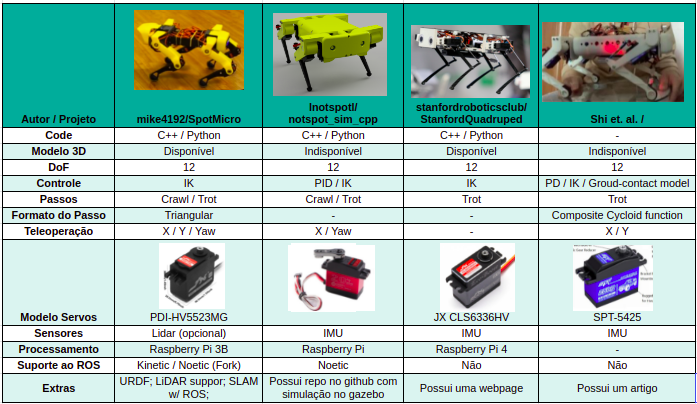 Autor / Projeto mike4192/SpotMicro lnotspotl/ notspot_sim_cpp stanfordroboticsclub/ StanfordQuadruped Shi et. al. /
Code C++ / Python C++ / Python C++ / Python -
Modelo 3D Disponível Indisponível Disponível Indisponível
DoF 12 12 12 12
Controle IK PID / IK IK PD / IK / Groud-contact model
Passos Crawl / Trot Crawl / Trot Trot Trot
Formato do Passo Triangular - - Composite Cycloid function
Teleoperação X / Y / Yaw X / Yaw - X / Y
Modelo Servos PDI-HV5523MG JX CLS6336HV SPT-5425
Sensores Lidar (opcional) IMU IMU IMU
Processamento Raspberry Pi 3B Raspberry Pi Raspberry Pi 4 -
Suporte ao ROS Kinetic / Noetic (Fork) Noetic Não Não
Extras URDF; LiDAR suppor; SLAM w/ ROS; Possui repo no github com simulação no gazebo Possui uma webpage Possui um artigo